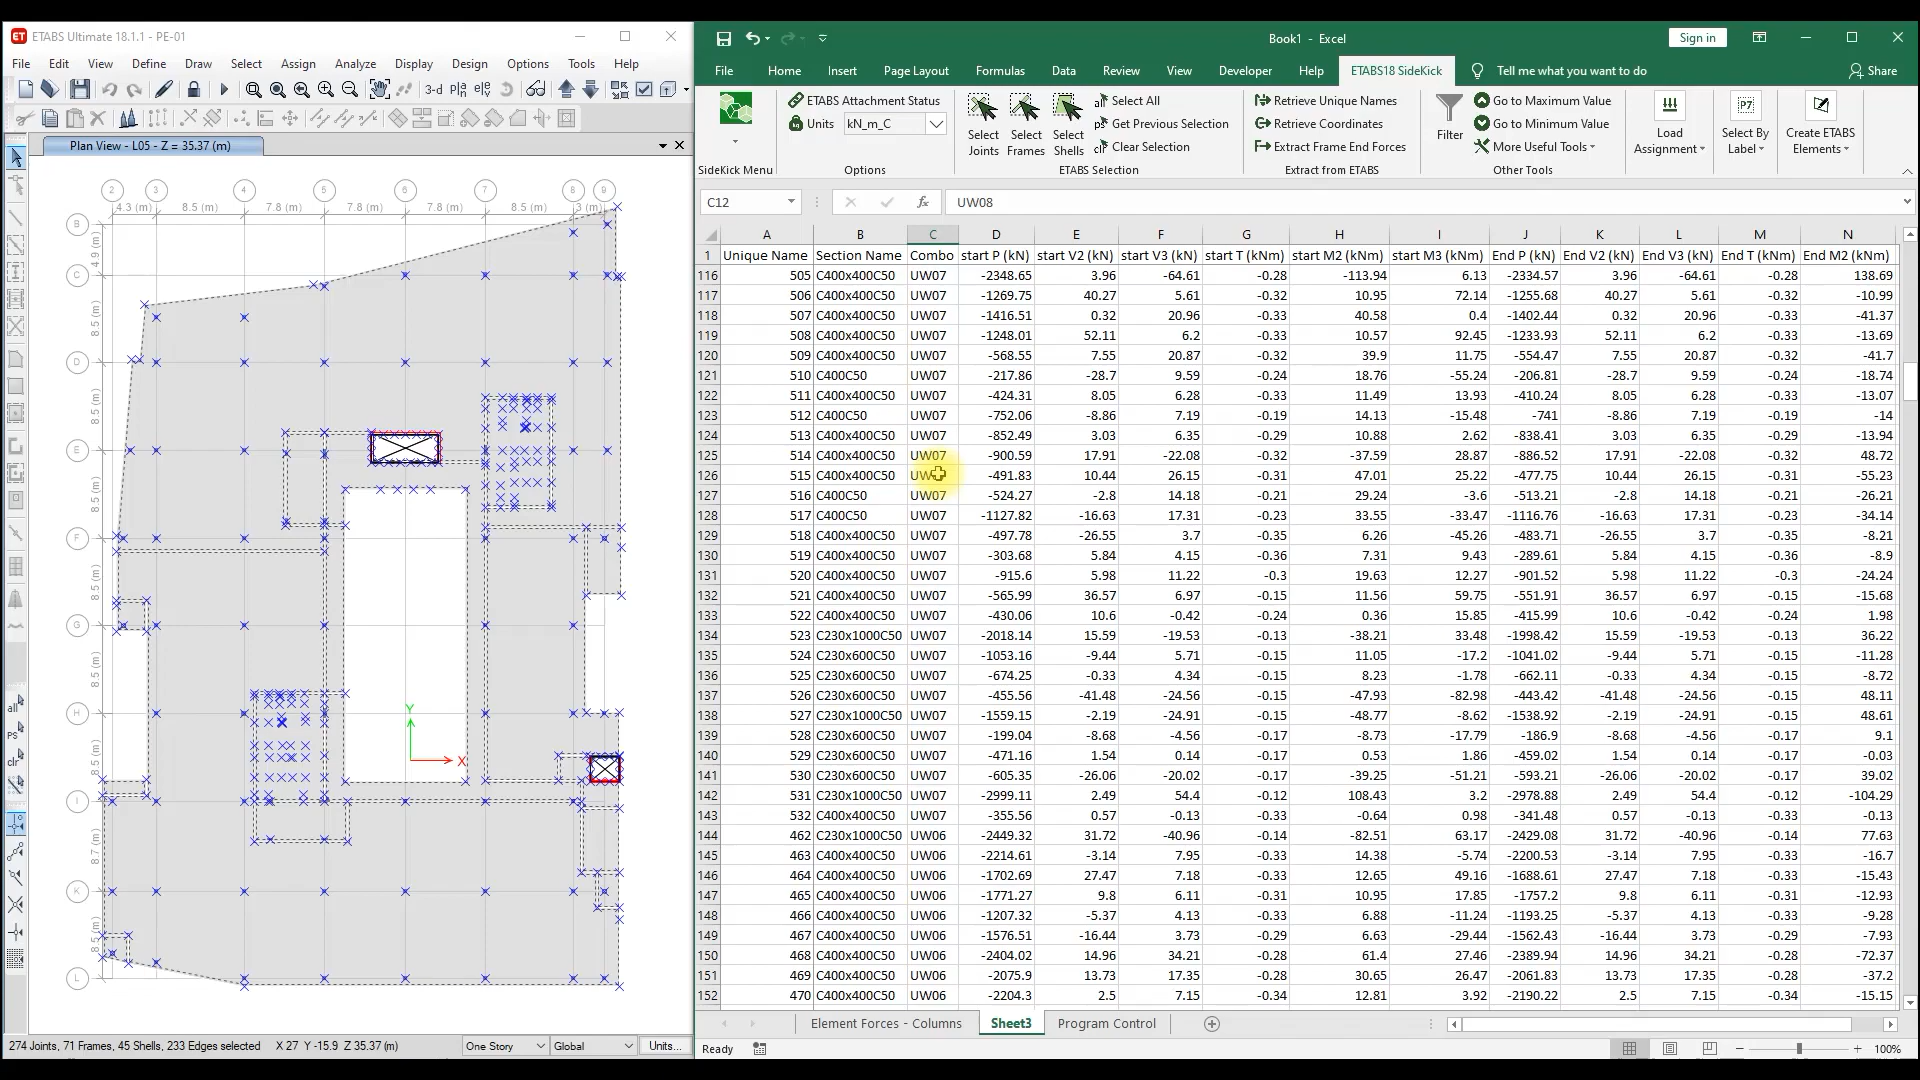 ETABS Ultimate 18.1.1 - PE-01
File Edit View Define Draw Select Assign Analyze Display Design Options Tools Help
3-d
Plan View - L05 - Z = 35.37 (m)
2 3 4 5 6 7 8 9
4.3 (m) 8.5 (m) 7.8 (m) 7.8 (m) 7.8 (m) 8.5 (m) 3 (m)
B
4.9 (m)
C
8.5 (m)
D
8.5 (m)
E
8.5 (m)
F
8.5 (m)
G
8.5 (m)
H
8.5 (m)
I
8.7 (m)
K
8.5 (m)
L
Y
X
all
ps
clr
274 Joints, 71 Frames, 45 Shells, 233 Edges selected X 27 Y -15.9 Z 35.37 (m) One Story Global Units...
Book1 - Excel Sign in
File Home Insert Page Layout Formulas Data Review View Developer Help ETABS18 SideKick Tell me what you want to do Share
SideKick Menu
ETABS Attachment Status
Units kN_m_C
Options
Select Joints
Select Frames
Select Shells
Select All
Get Previous Selection
Clear Selection
ETABS Selection
Retrieve Unique Names
Retrieve Coordinates
Extract Frame End Forces
Extract from ETABS
Filter
Go to Maximum Value
Go to Minimum Value
More Useful Tools
Other Tools
Load Assignment
Select By Label
Create ETABS Elements
C12 fx UW08
A B C D E F G H I J K L M N
1 Unique Name Section Name Combo start P (kN) start V2 (kN) start V3 (kN) start T (kNm) start M2 (kNm) start M3 (kNm) End P (kN) End V2 (kN) End V3 (kN) End T (kNm) End M2 (kNm)
116 505 C400x400C50 UW07 -2348.65 3.96 -64.61 -0.28 -113.94 6.13 -2334.57 3.96 -64.61 -0.28 138.69
117 506 C400x400C50 UW07 -1269.75 40.27 5.61 -0.32 10.95 72.14 -1255.68 40.27 5.61 -0.32 -10.99
118 507 C400x400C50 UW07 -1416.51 0.32 20.96 -0.33 40.58 0.4 -1402.44 0.32 20.96 -0.33 -41.37
119 508 C400x400C50 UW07 -1248.01 52.11 6.2 -0.33 10.57 92.45 -1233.93 52.11 6.2 -0.33 -13.69
120 509 C400x400C50 UW07 -568.55 7.55 20.87 -0.32 39.9 11.75 -554.47 7.55 20.87 -0.32 -41.7
121 510 C400C50 UW07 -217.86 -28.7 9.59 -0.24 18.76 -55.24 -206.81 -28.7 9.59 -0.24 -18.74
122 511 C400x400C50 UW07 -424.31 8.05 6.28 -0.33 11.49 13.93 -410.24 8.05 6.28 -0.33 -13.07
123 512 C400C50 UW07 -752.06 -8.86 7.19 -0.19 14.13 -15.48 -741 -8.86 7.19 -0.19 -14
124 513 C400x400C50 UW07 -852.49 3.03 6.35 -0.29 10.88 2.62 -838.41 3.03 6.35 -0.29 -13.94
125 514 C400x400C50 UW07 -900.59 17.91 -22.08 -0.32 -37.59 28.87 -886.52 17.91 -22.08 -0.32 48.72
126 515 C400x400C50 -491.83 10.44 26.15 -0.31 47.01 25.22 -477.75 10.44 26.15 -0.31 -55.23
127 516 C400C50 UW07 -524.27 -2.8 14.18 -0.21 29.24 -3.6 -513.21 -2.8 14.18 -0.21 -26.21
128 517 C400C50 UW07 -1127.82 -16.63 17.31 -0.23 33.55 -33.47 -1116.76 -16.63 17.31 -0.23 -34.14
129 518 C400x400C50 UW07 -497.78 -26.55 3.7 -0.35 6.26 -45.26 -483.71 -26.55 3.7 -0.35 -8.21
130 519 C400x400C50 UW07 -303.68 5.84 4.15 -0.36 7.31 9.43 -289.61 5.84 4.15 -0.36 -8.9
131 520 C400x400C50 UW07 -915.6 5.98 11.22 -0.3 19.63 12.27 -901.52 5.98 11.22 -0.3 -24.24
132 521 C400x400C50 UW07 -565.99 36.57 6.97 -0.15 11.56 59.75 -551.91 36.57 6.97 -0.15 -15.68
133 522 C400x400C50 UW07 -430.06 10.6 -0.42 -0.24 0.36 15.85 -415.99 10.6 -0.42 -0.24 1.98
134 523 C230x1000C50 UW07 -2018.14 15.59 -19.53 -0.13 -38.21 33.48 -1998.42 15.59 -19.53 -0.13 36.22
135 524 C230x600C50 UW07 -1053.16 -9.44 5.71 -0.15 11.05 -17.2 -1041.02 -9.44 5.71 -0.15 -11.28
136 525 C230x600C50 UW07 -674.25 -0.33 4.34 -0.15 8.23 -1.78 -662.11 -0.33 4.34 -0.15 -8.72
137 526 C230x600C50 UW07 -455.56 -41.48 -24.56 -0.15 -47.93 -82.98 -443.42 -41.48 -24.56 -0.15 48.11
138 527 C230x1000C50 UW07 -1559.15 -2.19 -24.91 -0.15 -48.77 -8.62 -1538.92 -2.19 -24.91 -0.15 48.61
139 528 C230x600C50 UW07 -199.04 -8.68 -4.56 -0.17 -8.73 -17.79 -186.9 -8.68 -4.56 -0.17 9.1
140 529 C230x600C50 UW07 -471.16 1.54 0.14 -0.17 0.53 1.86 -459.02 1.54 0.14 -0.17 -0.03
141 530 C230x600C50 UW07 -605.35 -26.06 -20.02 -0.17 -39.25 -51.21 -593.21 -26.06 -20.02 -0.17 39.02
142 531 C230x1000C50 UW07 -2999.11 2.49 54.4 -0.12 108.43 3.2 -2978.88 2.49 54.4 -0.12 -104.29
143 532 C400x400C50 UW07 -355.56 0.57 -0.13 -0.33 -0.64 0.98 -341.48 0.57 -0.13 -0.33 -0.13
144 462 C230x1000C50 UW06 -2449.32 31.72 -40.96 -0.14 -82.51 63.17 -2429.08 31.72 -40.96 -0.14 77.63
145 463 C400x400C50 UW06 -2214.61 -3.14 7.95 -0.33 14.38 -5.74 -2200.53 -3.14 7.95 -0.33 -16.7
146 464 C400x400C50 UW06 -1702.69 27.47 7.18 -0.33 12.65 49.16 -1688.61 27.47 7.18 -0.33 -15.43
147 465 C400x400C50 UW06 -1771.27 9.8 6.11 -0.31 10.95 17.85 -1757.2 9.8 6.11 -0.31 -12.93
148 466 C400x400C50 UW06 -1207.32 -5.37 4.13 -0.33 6.88 -11.24 -1193.25 -5.37 4.13 -0.33 -9.28
149 467 C400x400C50 UW06 -1576.51 -16.44 3.73 -0.29 6.63 -29.44 -1562.43 -16.44 3.73 -0.29 -7.93
150 468 C400x400C50 UW06 -2404.02 14.96 34.21 -0.28 61.4 27.46 -2389.94 14.96 34.21 -0.28 -72.37
151 469 C400x400C50 UW06 -2075.9 13.73 17.35 -0.28 30.65 26.47 -2061.83 13.73 17.35 -0.28 -37.2
152 470 C400x400C50 UW06 -2204.3 2.5 7.15 -0.34 12.81 3.92 -2190.22 2.5 7.15 -0.34 -15.15
Element Forces - Columns Sheet3 Program Control
Ready 100%